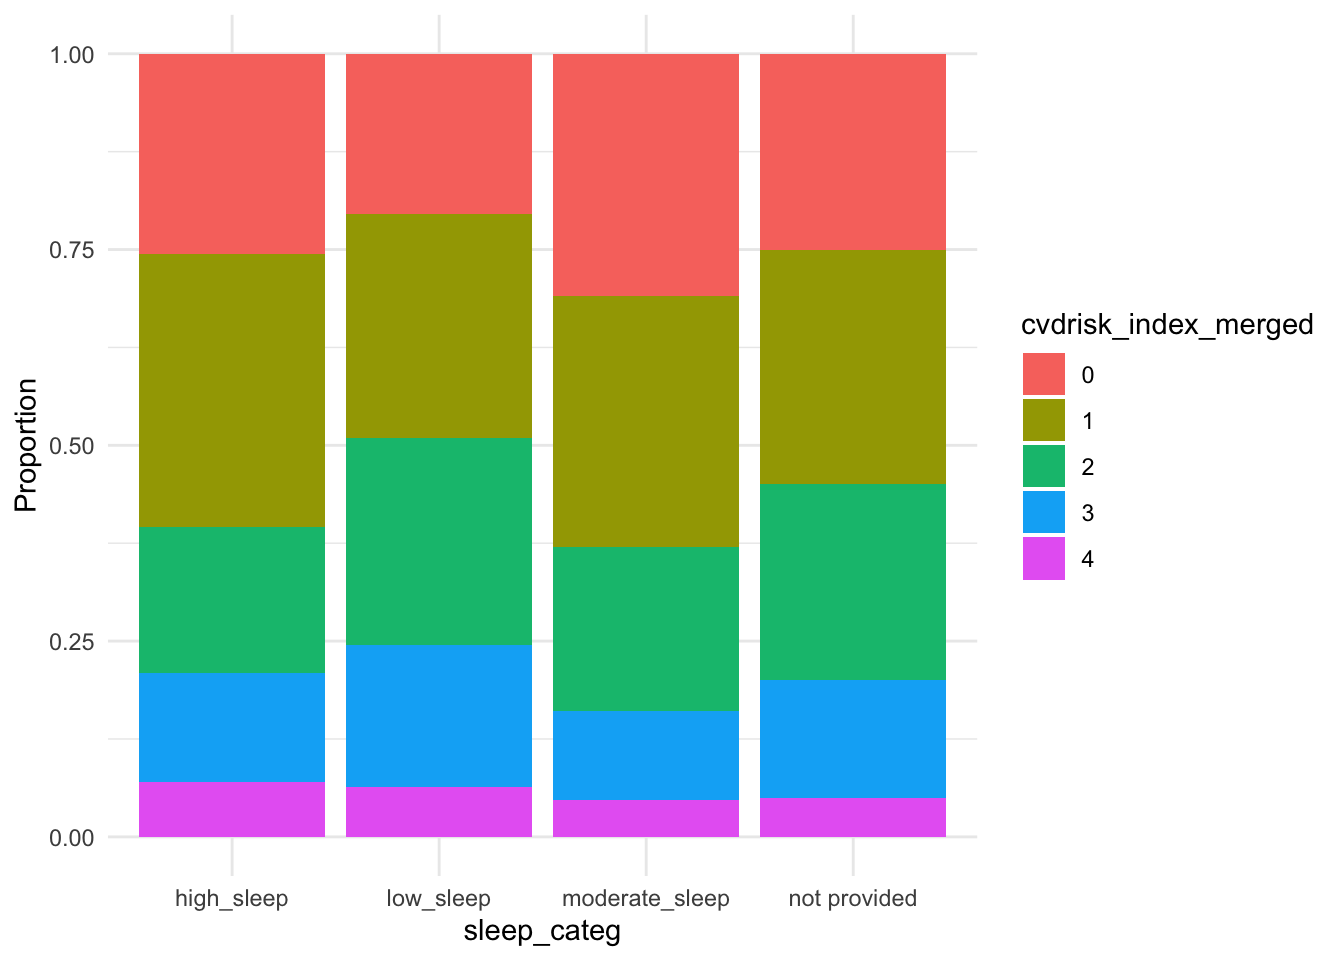 1.00
0.75
0.50
0.25
0.00
Proportion
high_sleep
low_sleep
moderate_sleep
not provided
sleep_categ
cvdrisk_index_merged
0
1
2
3
4